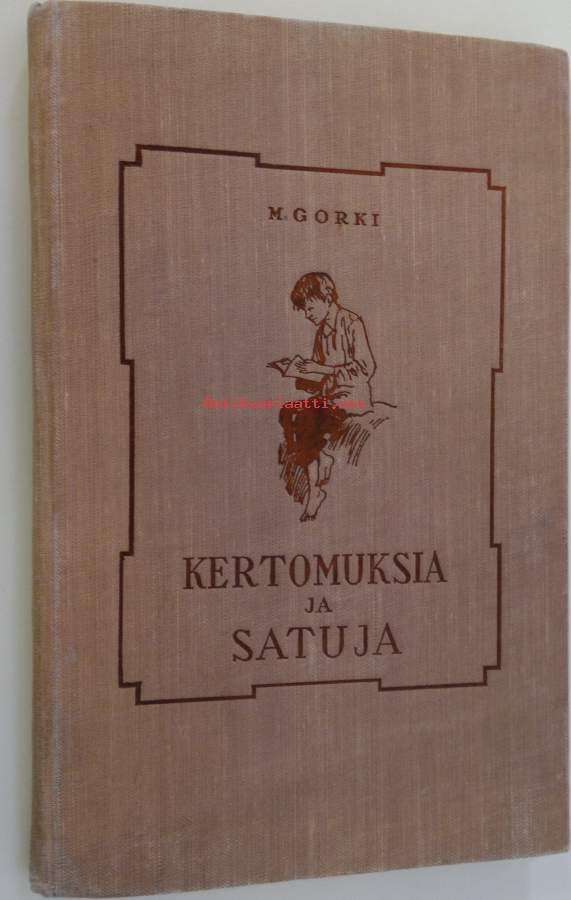 M. GORKI
Antikvariaatti.net
KERTOMUKSIA
JA
SATUJA